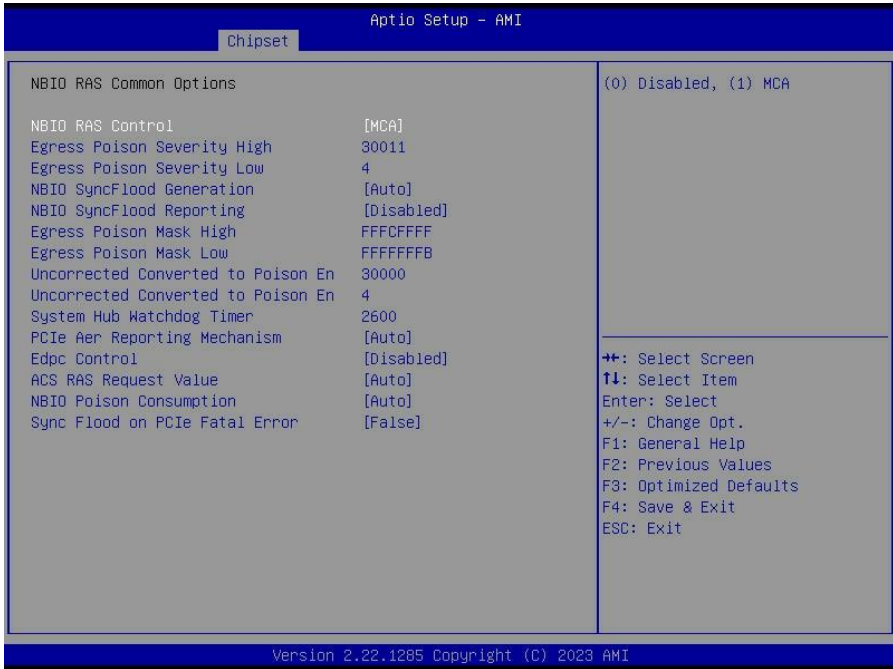 Aptio Setup – AMI
Chipset
NBIO RAS Common Options
NBIO RAS Control [MCA]
Egress Poison Severity High 30011
Egress Poison Severity Low 4
NBIO SyncFlood Generation [Auto]
NBIO SyncFlood Reporting [Disabled]
Egress Poison Mask High FFFCFFFF
Egress Poison Mask Low FFFFFFFB
Uncorrected Converted to Poison En 30000
Uncorrected Converted to Poison En 4
System Hub Watchdog Timer 2600
PCIe Aer Reporting Mechanism [Auto]
Edpc Control [Disabled]
ACS RAS Request Value [Auto]
NBIO Poison Consumption [Auto]
Sync Flood on PCIe Fatal Error [False]
(0) Disabled, (1) MCA
→←: Select Screen
↑↓: Select Item
Enter: Select
+/-: Change Opt.
F1: General Help
F2: Previous Values
F3: Optimized Defaults
F4: Save & Exit
ESC: Exit
Version 2.22.1285 Copyright (C) 2023 AMI